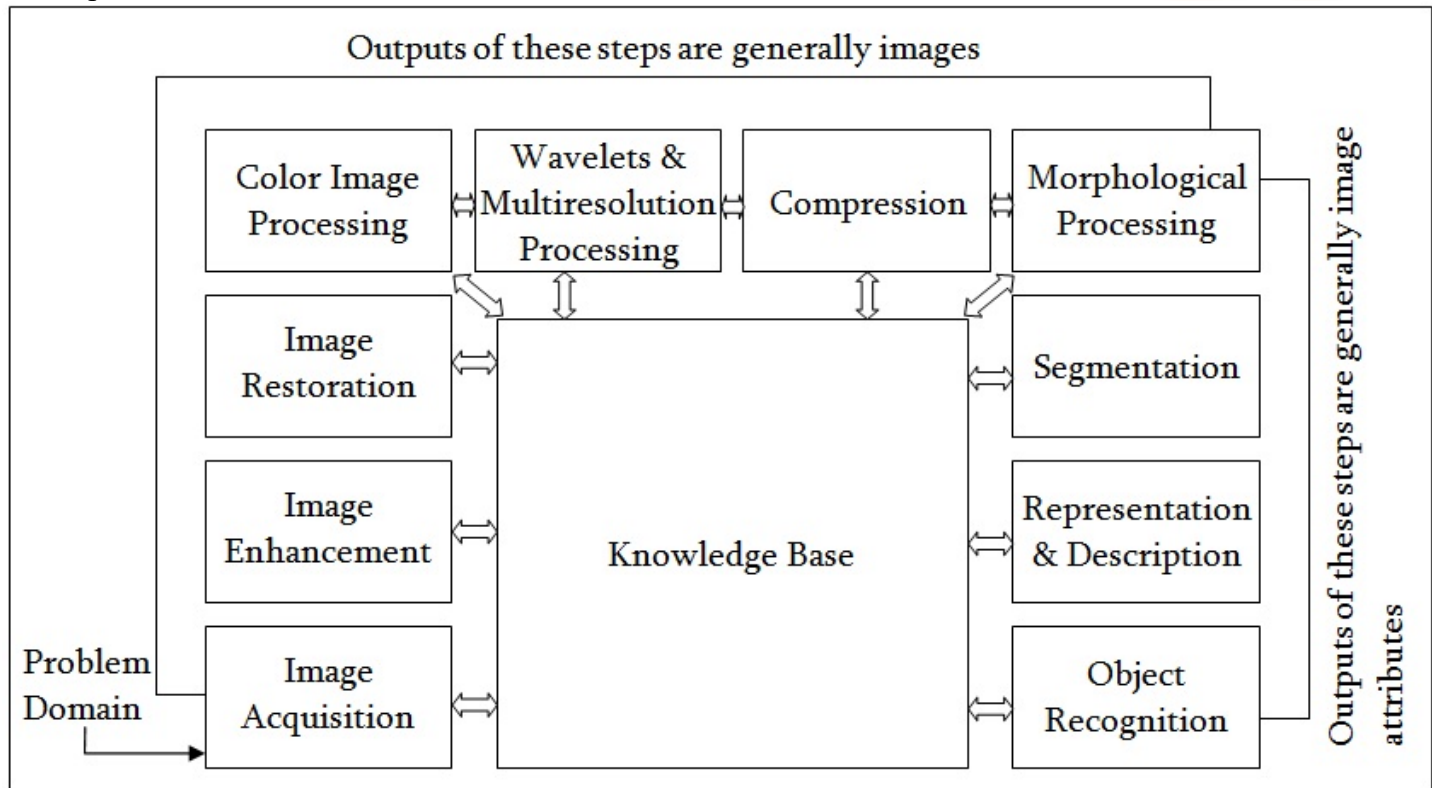 Outputs of these steps are generally images
Color Image
Processing
Wavelets &
Multiresolution
Processing
Compression
Morphological
Processing
Image
Restoration
Segmentation
Image
Enhancement
Knowledge Base
Representation
& Description
Problem
Domain
Image
Acquisition
Object
Recognition
Outputs of these steps are generally image
attributes